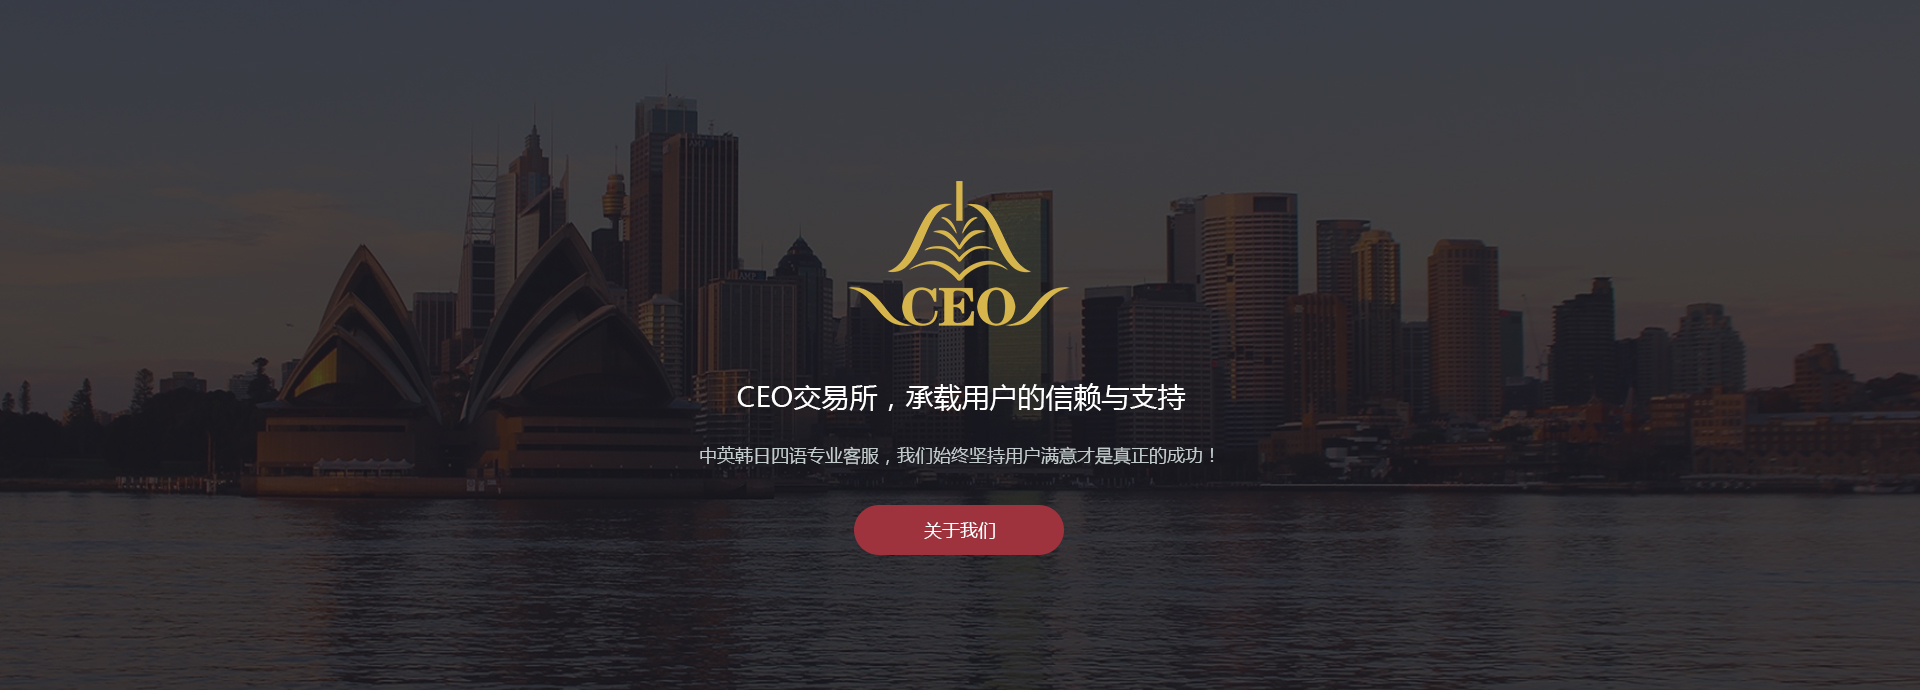 CEO
CEO交易所，承载用户的信赖与支持
中英韩日四语专业客服，我们始终坚持用户满意才是真正的成功！
关于我们